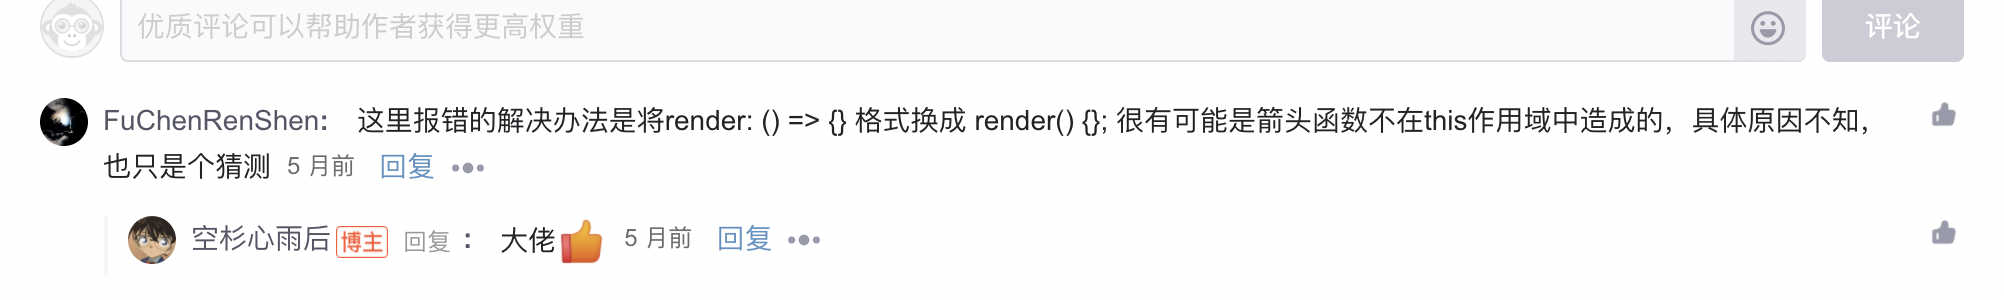 优质评论可以帮助作者获得更高权重
评论
FuChenRenShen: 这里报错的解决办法是将render: () => {} 格式换成 render() {}; 很有可能是箭头函数不在this作用域中造成的，具体原因不知，
也只是个猜测 5 月前 回复
空杉心雨后 博主 回复 : 大佬 5 月前 回复